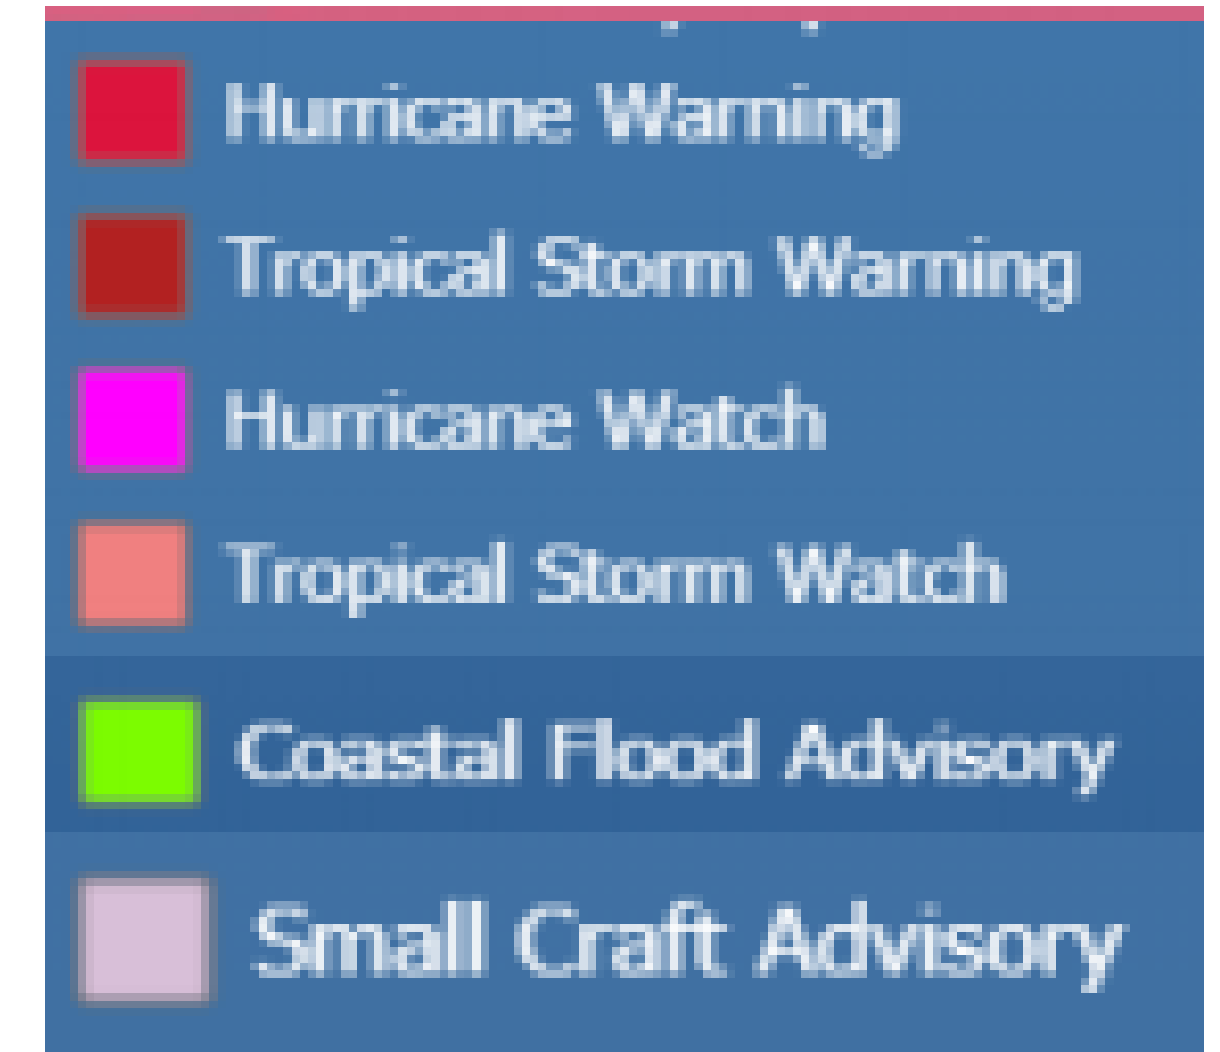 Hurricane Warning
Tropical Storm Warning
Hurricane Watch
Tropical Storm Watch
Coastal Flood Advisory
Small Craft Advisory